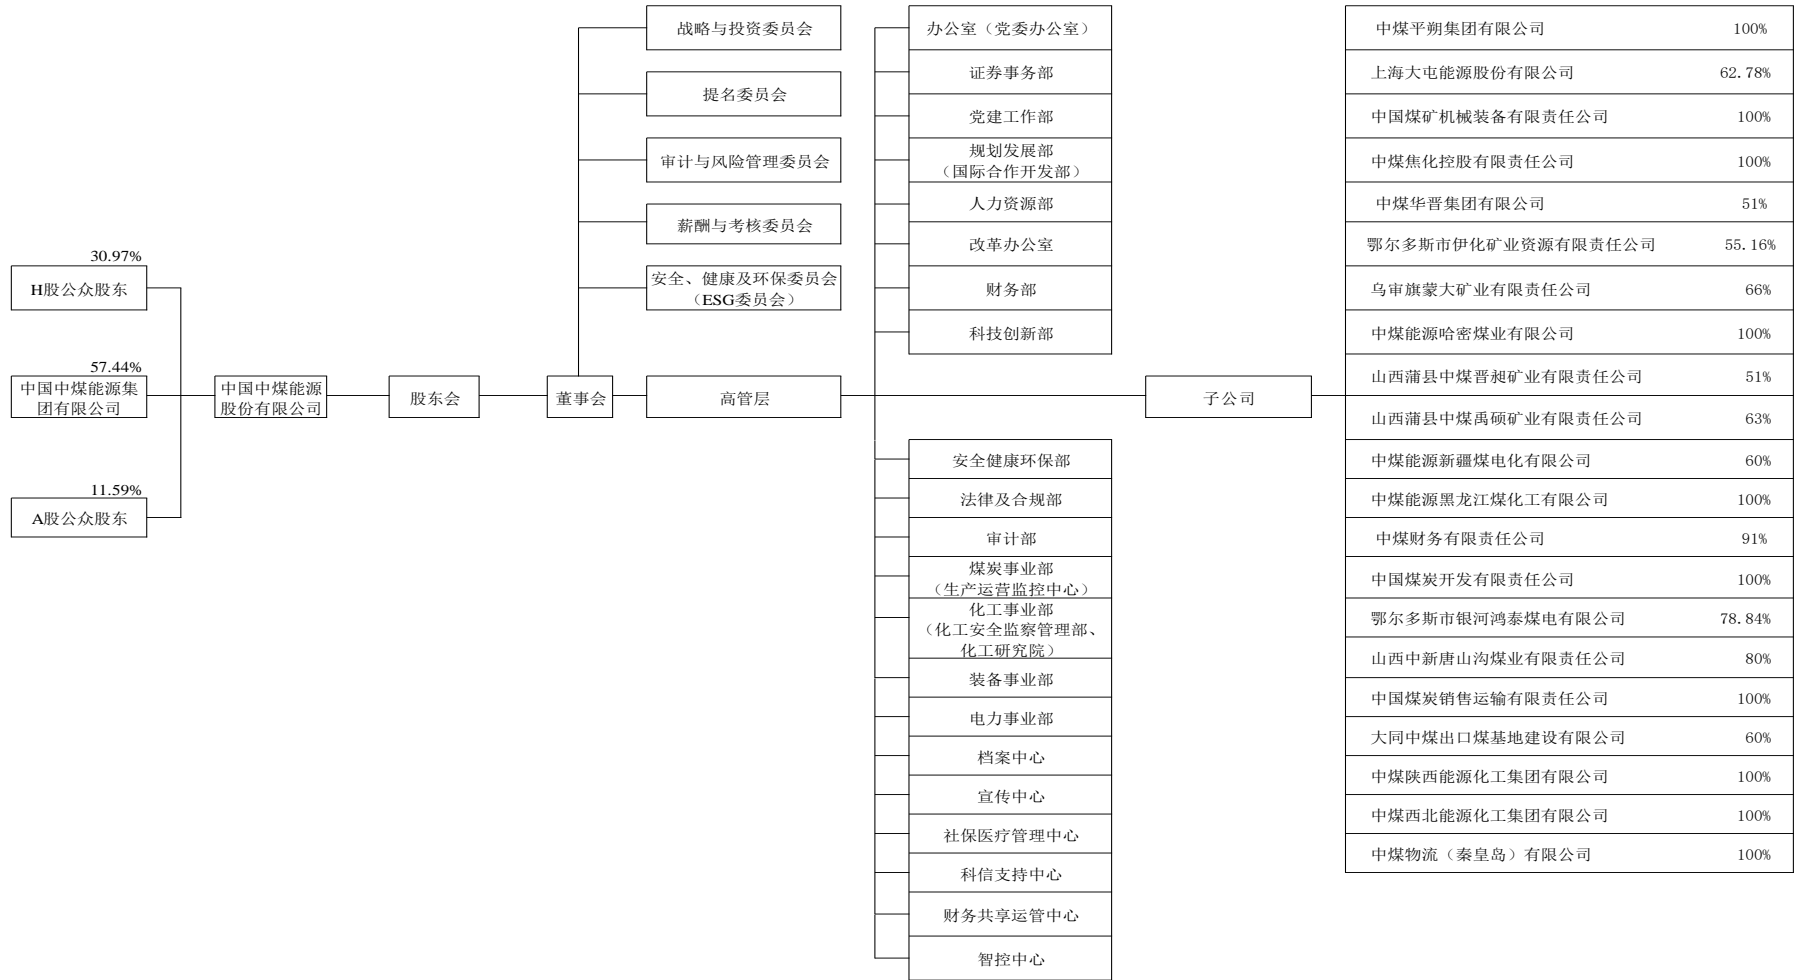 30.97%
H股公众股东
57.44%
中国中煤能源集
团有限公司
11.59%
A股公众股东
中国中煤能源
股份有限公司
股东会
董事会
战略与投资委员会
提名委员会
审计与风险管理委员会
薪酬与考核委员会
安全、健康及环保委员会
（ESG委员会）
高管层
办公室（党委办公室）
证券事务部
党建工作部
规划发展部
（国际合作开发部）
人力资源部
改革办公室
财务部
科技创新部
安全健康环保部
法律及合规部
审计部
煤炭事业部
（生产运营监控中心）
化工事业部
（化工安全监察管理部、
化工研究院）
装备事业部
电力事业部
档案中心
宣传中心
社保医疗管理中心
科信支持中心
财务共享运管中心
智控中心
子公司
中煤平朔集团有限公司 100%
上海大屯能源股份有限公司 62.78%
中国煤矿机械装备有限责任公司 100%
中煤焦化控股有限责任公司 100%
中煤华晋集团有限公司 51%
鄂尔多斯市伊化矿业资源有限责任公司 55.16%
乌审旗蒙大矿业有限责任公司 66%
中煤能源哈密煤业有限公司 100%
山西蒲县中煤晋昶矿业有限责任公司 51%
山西蒲县中煤禹硕矿业有限责任公司 63%
中煤能源新疆煤电化有限公司 60%
中煤能源黑龙江煤化工有限公司 100%
中煤财务有限责任公司 91%
中国煤炭开发有限责任公司 100%
鄂尔多斯市银河鸿泰煤电有限公司 78.84%
山西中新唐山沟煤业有限责任公司 80%
中国煤炭销售运输有限责任公司 100%
大同中煤出口煤基地建设有限公司 60%
中煤陕西能源化工集团有限公司 100%
中煤西北能源化工集团有限公司 100%
中煤物流（秦皇岛）有限公司 100%